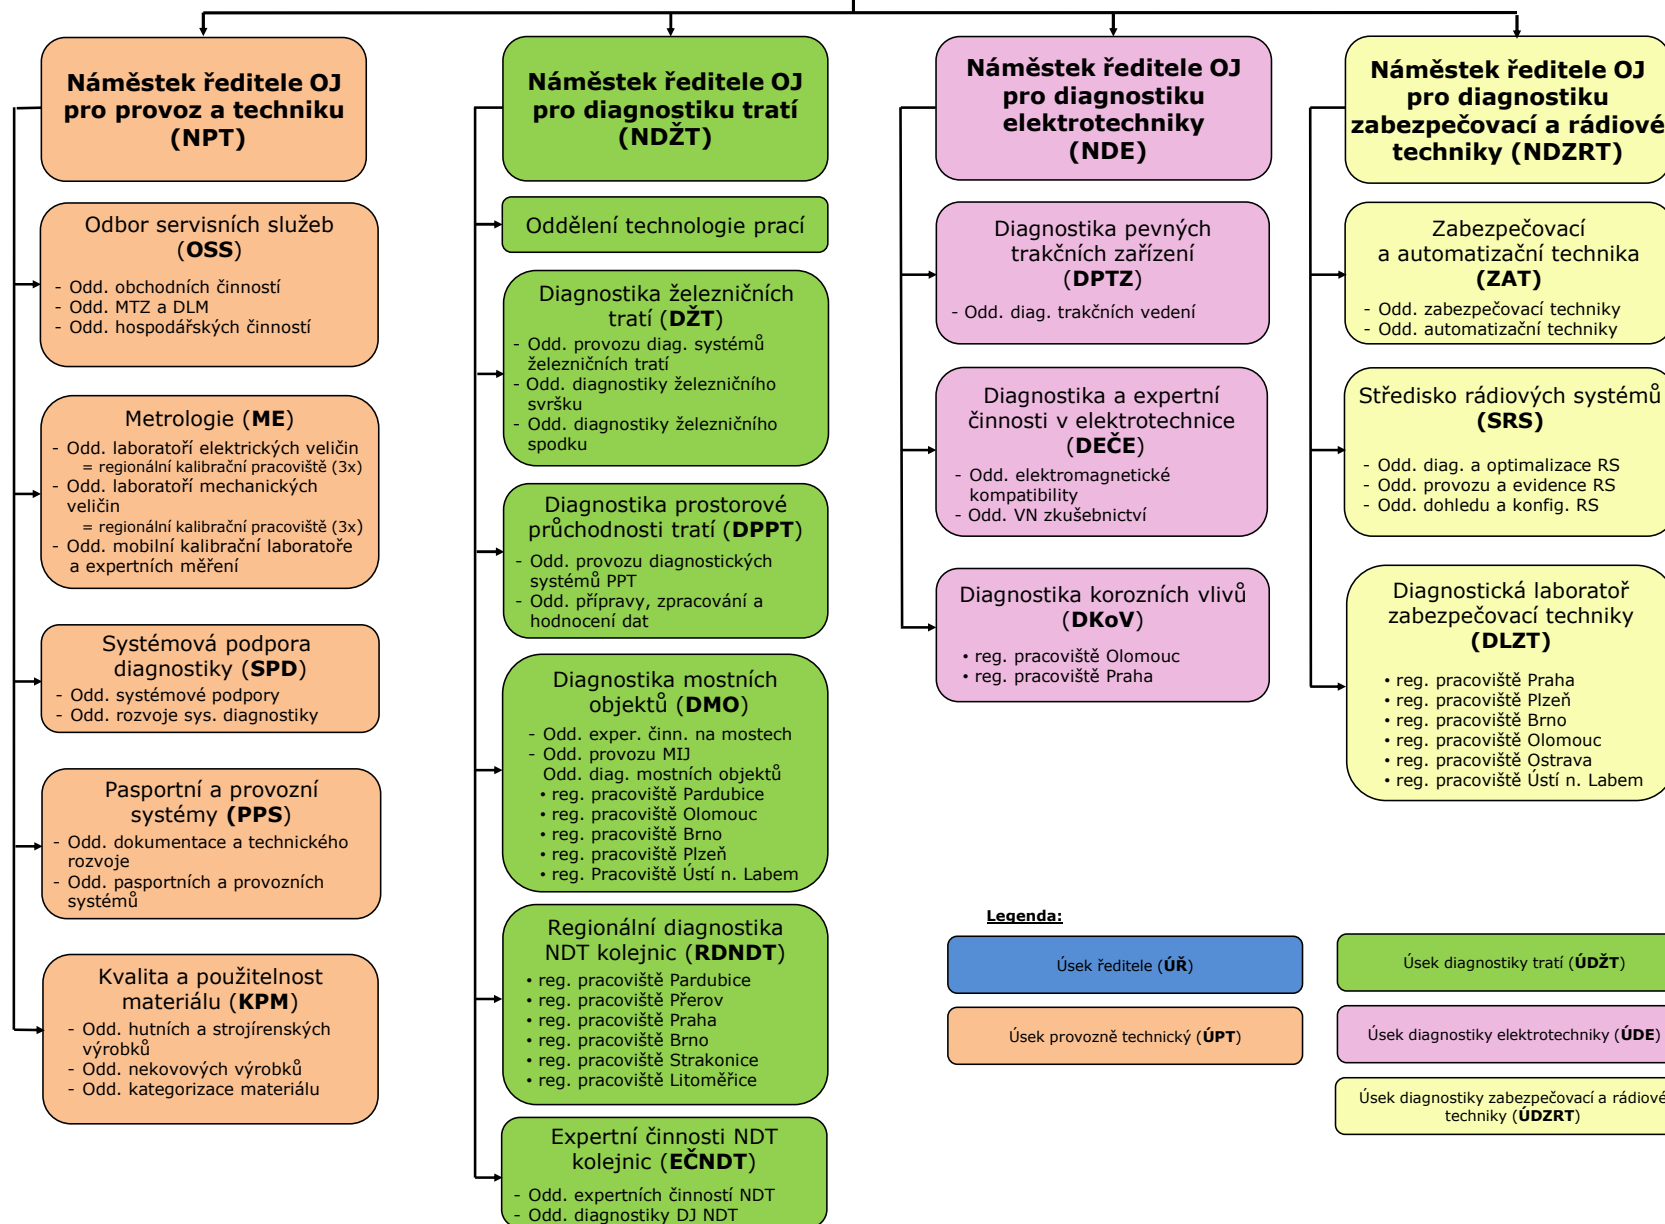 Náměstek ředitele OJ
pro provoz a techniku
(NPT)
Odbor servisních služeb
(OSS)
- Odd. obchodních činností
- Odd. MTZ a DLM
- Odd. hospodářských činností
Metrologie (ME)
- Odd. laboratoří elektrických veličin
= regionální kalibrační pracoviště (3x)
- Odd. laboratoří mechanických
veličin
= regionální kalibrační pracoviště (3x)
- Odd. mobilní kalibrační laboratoře
a expertních měření
Systémová podpora
diagnostiky (SPD)
- Odd. systémové podpory
- Odd. rozvoje sys. diagnostiky
Pasportní a provozní
systémy (PPS)
- Odd. dokumentace a technického
rozvoje
- Odd. pasportních a provozních
systémů
Kvalita a použitelnost
materiálu (KPM)
- Odd. hutních a strojírenských
výrobků
- Odd. nekovových výrobků
- Odd. kategorizace materiálu
Náměstek ředitele OJ
pro diagnostiku tratí
(NDŽT)
Oddělení technologie prací
Diagnostika železničních
tratí (DŽT)
- Odd. provozu diag. systémů
železničních tratí
- Odd. diagnostiky železničního
svršku
- Odd. diagnostiky železničního
spodku
Diagnostika prostorové
průchodnosti tratí (DPPT)
- Odd. provozu diagnostických
systémů PPT
- Odd. přípravy, zpracování a
hodnocení dat
Diagnostika mostních
objektů (DMO)
- Odd. exper. činn. na mostech
- Odd. provozu MIJ
Odd. diag. mostních objektů
• reg. pracoviště Pardubice
• reg. pracoviště Olomouc
• reg. pracoviště Brno
• reg. pracoviště Plzeň
• reg. Pracoviště Ústí n. Labem
Regionální diagnostika
NDT kolejnic (RDNDT)
• reg. pracoviště Pardubice
• reg. pracoviště Přerov
• reg. pracoviště Praha
• reg. pracoviště Brno
• reg. pracoviště Strakonice
• reg. pracoviště Litoměřice
Expertní činnosti NDT
kolejnic (EČNDT)
- Odd. expertních činností NDT
- Odd. diagnostiky DJ NDT
Náměstek ředitele OJ
pro diagnostiku
elektrotechniky
(NDE)
Diagnostika pevných
trakčních zařízení
(DPTZ)
- Odd. diag. trakčních vedení
Diagnostika a expertní
činnosti v elektrotechnice
(DEČE)
- Odd. elektromagnetické
kompatibility
- Odd. VN zkušebnictví
Diagnostika korozních vlivů
(DKoV)
• reg. pracoviště Olomouc
• reg. pracoviště Praha
Náměstek ředitele OJ
pro diagnostiku
zabezpečovací a rádiové
techniky (NDZRT)
Zabezpečovací
a automatizační technika
(ZAT)
- Odd. zabezpečovací techniky
- Odd. automatizační techniky
Středisko rádiových systémů
(SRS)
- Odd. diag. a optimalizace RS
- Odd. provozu a evidence RS
- Odd. dohledu a konfig. RS
Diagnostická laboratoř
zabezpečovací techniky
(DLZT)
• reg. pracoviště Praha
• reg. pracoviště Plzeň
• reg. pracoviště Brno
• reg. pracoviště Olomouc
• reg. pracoviště Ostrava
• reg. pracoviště Ústí n. Labem
Legenda:
Úsek ředitele (ÚŘ)
Úsek provozně technický (ÚPT)
Úsek diagnostiky tratí (ÚDŽT)
Úsek diagnostiky elektrotechniky (ÚDE)
Úsek diagnostiky zabezpečovací a rádiové
techniky (ÚDZRT)